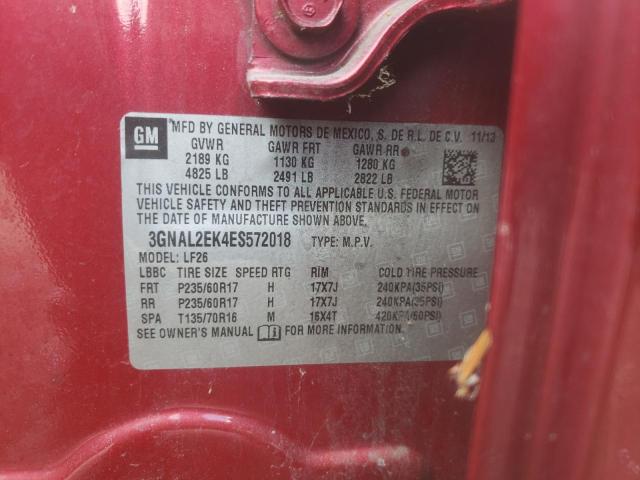 GM MFD BY GENERAL MOTORS DE MEXICO, S. DE R.L. DE C.V. 11/13
GVWR GAWR FRT GAWR RR
2189 KG 1130 KG 1280 KG
4825 LB 2491 LB 2822 LB
THIS VEHICLE CONFORMS TO ALL APPLICABLE U.S. FEDERAL MOTOR
VEHICLE SAFETY AND THEFT PREVENTION STANDARDS IN EFFECT ON
THE DATE OF MANUFACTURE SHOWN ABOVE.
3GNAL2EK4ES572018 TYPE: M.P.V.
MODEL: LF26
LBBC TIRE SIZE SPEED RTG RIM COLD TIRE PRESSURE
FRT P235/60R17 H 17X7J 240KPA(35PSI)
RR P235/60R17 H 17X7J 240KPA(35PSI)
SPA T135/70R16 M 16X4T 420KPA(60PSI)
SEE OWNER'S MANUAL FOR MORE INFORMATION.